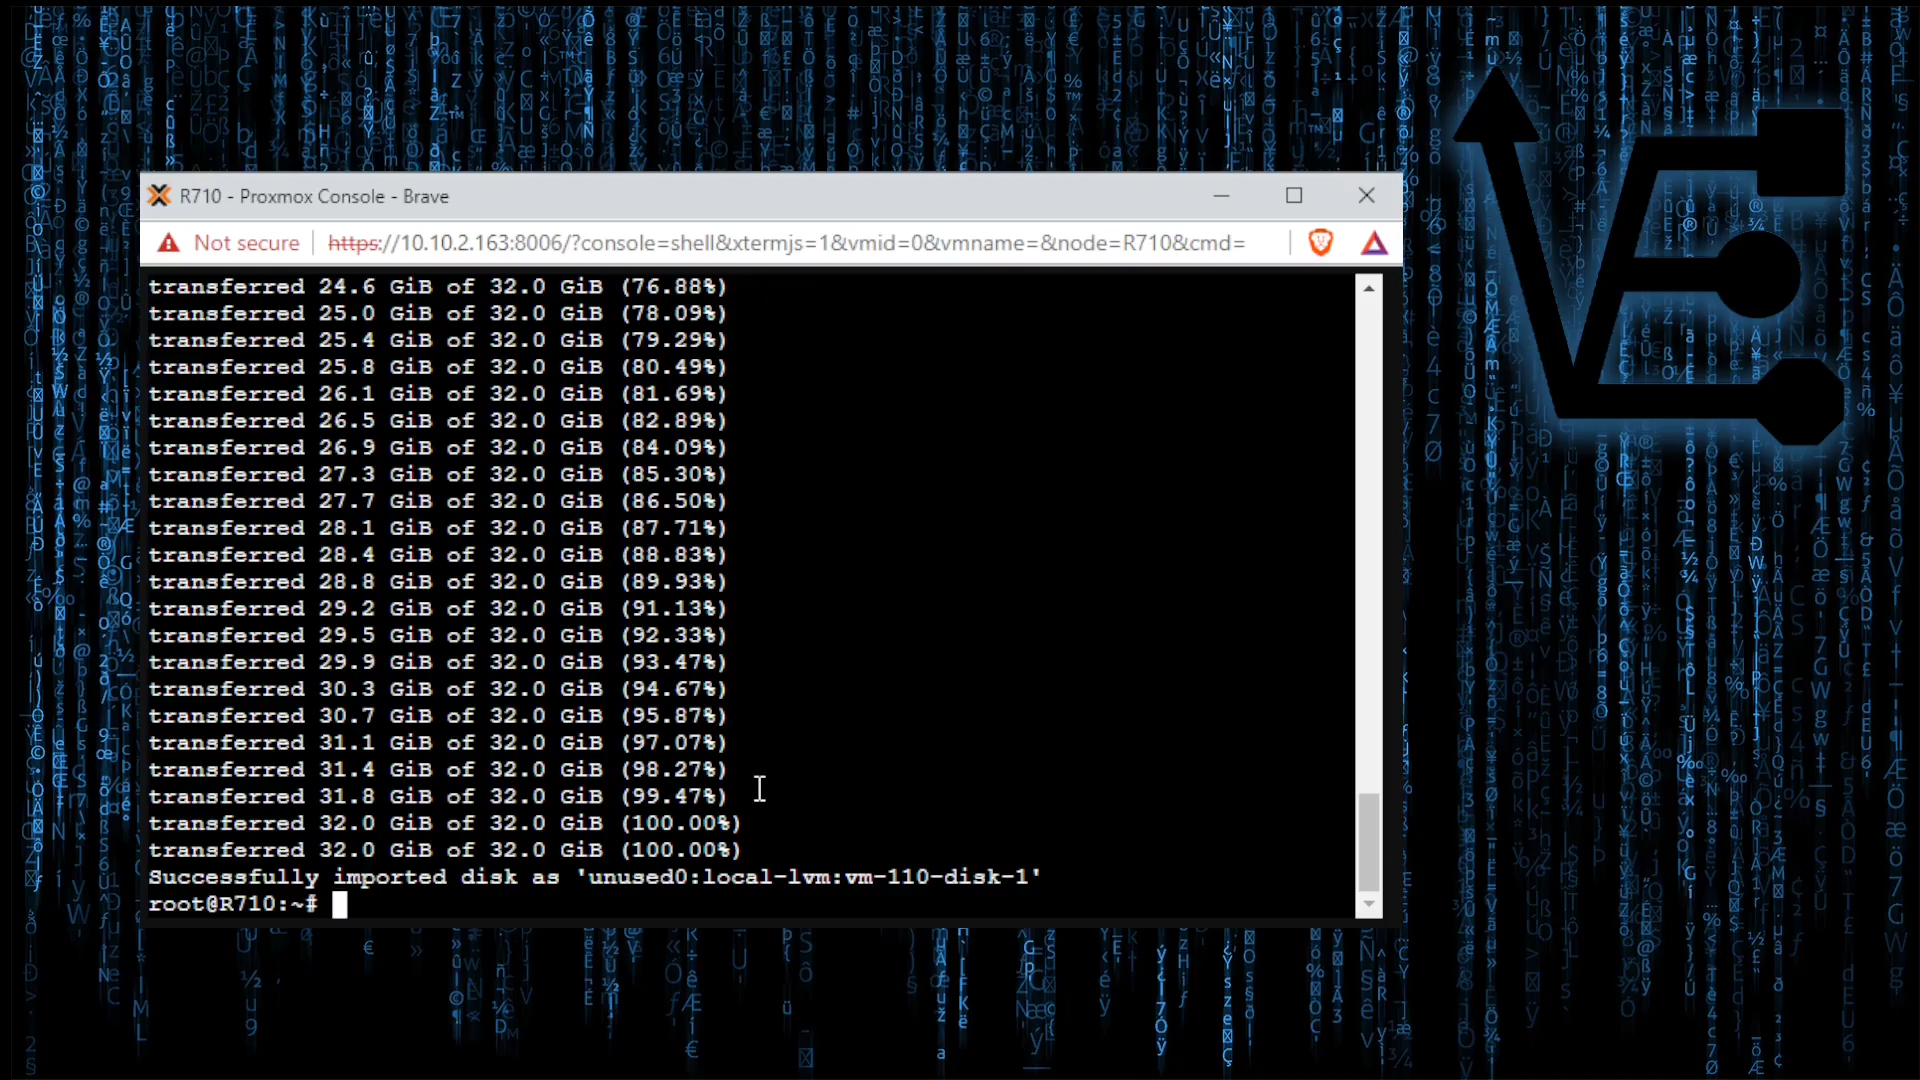 R710 - Proxmox Console - Brave
Not secure
https://10.10.2.163:8006/?console=shell&xtermjs=1&vmid=0&vmname=&node=R710&cmd=
transferred 24.6 GiB of 32.0 GiB (76.88%)
transferred 25.0 GiB of 32.0 GiB (78.09%)
transferred 25.4 GiB of 32.0 GiB (79.29%)
transferred 25.8 GiB of 32.0 GiB (80.49%)
transferred 26.1 GiB of 32.0 GiB (81.69%)
transferred 26.5 GiB of 32.0 GiB (82.89%)
transferred 26.9 GiB of 32.0 GiB (84.09%)
transferred 27.3 GiB of 32.0 GiB (85.30%)
transferred 27.7 GiB of 32.0 GiB (86.50%)
transferred 28.1 GiB of 32.0 GiB (87.71%)
transferred 28.4 GiB of 32.0 GiB (88.83%)
transferred 28.8 GiB of 32.0 GiB (89.93%)
transferred 29.2 GiB of 32.0 GiB (91.13%)
transferred 29.5 GiB of 32.0 GiB (92.33%)
transferred 29.9 GiB of 32.0 GiB (93.47%)
transferred 30.3 GiB of 32.0 GiB (94.67%)
transferred 30.7 GiB of 32.0 GiB (95.87%)
transferred 31.1 GiB of 32.0 GiB (97.07%)
transferred 31.4 GiB of 32.0 GiB (98.27%)
transferred 31.8 GiB of 32.0 GiB (99.47%)
transferred 32.0 GiB of 32.0 GiB (100.00%)
transferred 32.0 GiB of 32.0 GiB (100.00%)
Successfully imported disk as 'unused0:local-lvm:vm-110-disk-1'
root@R710:~#